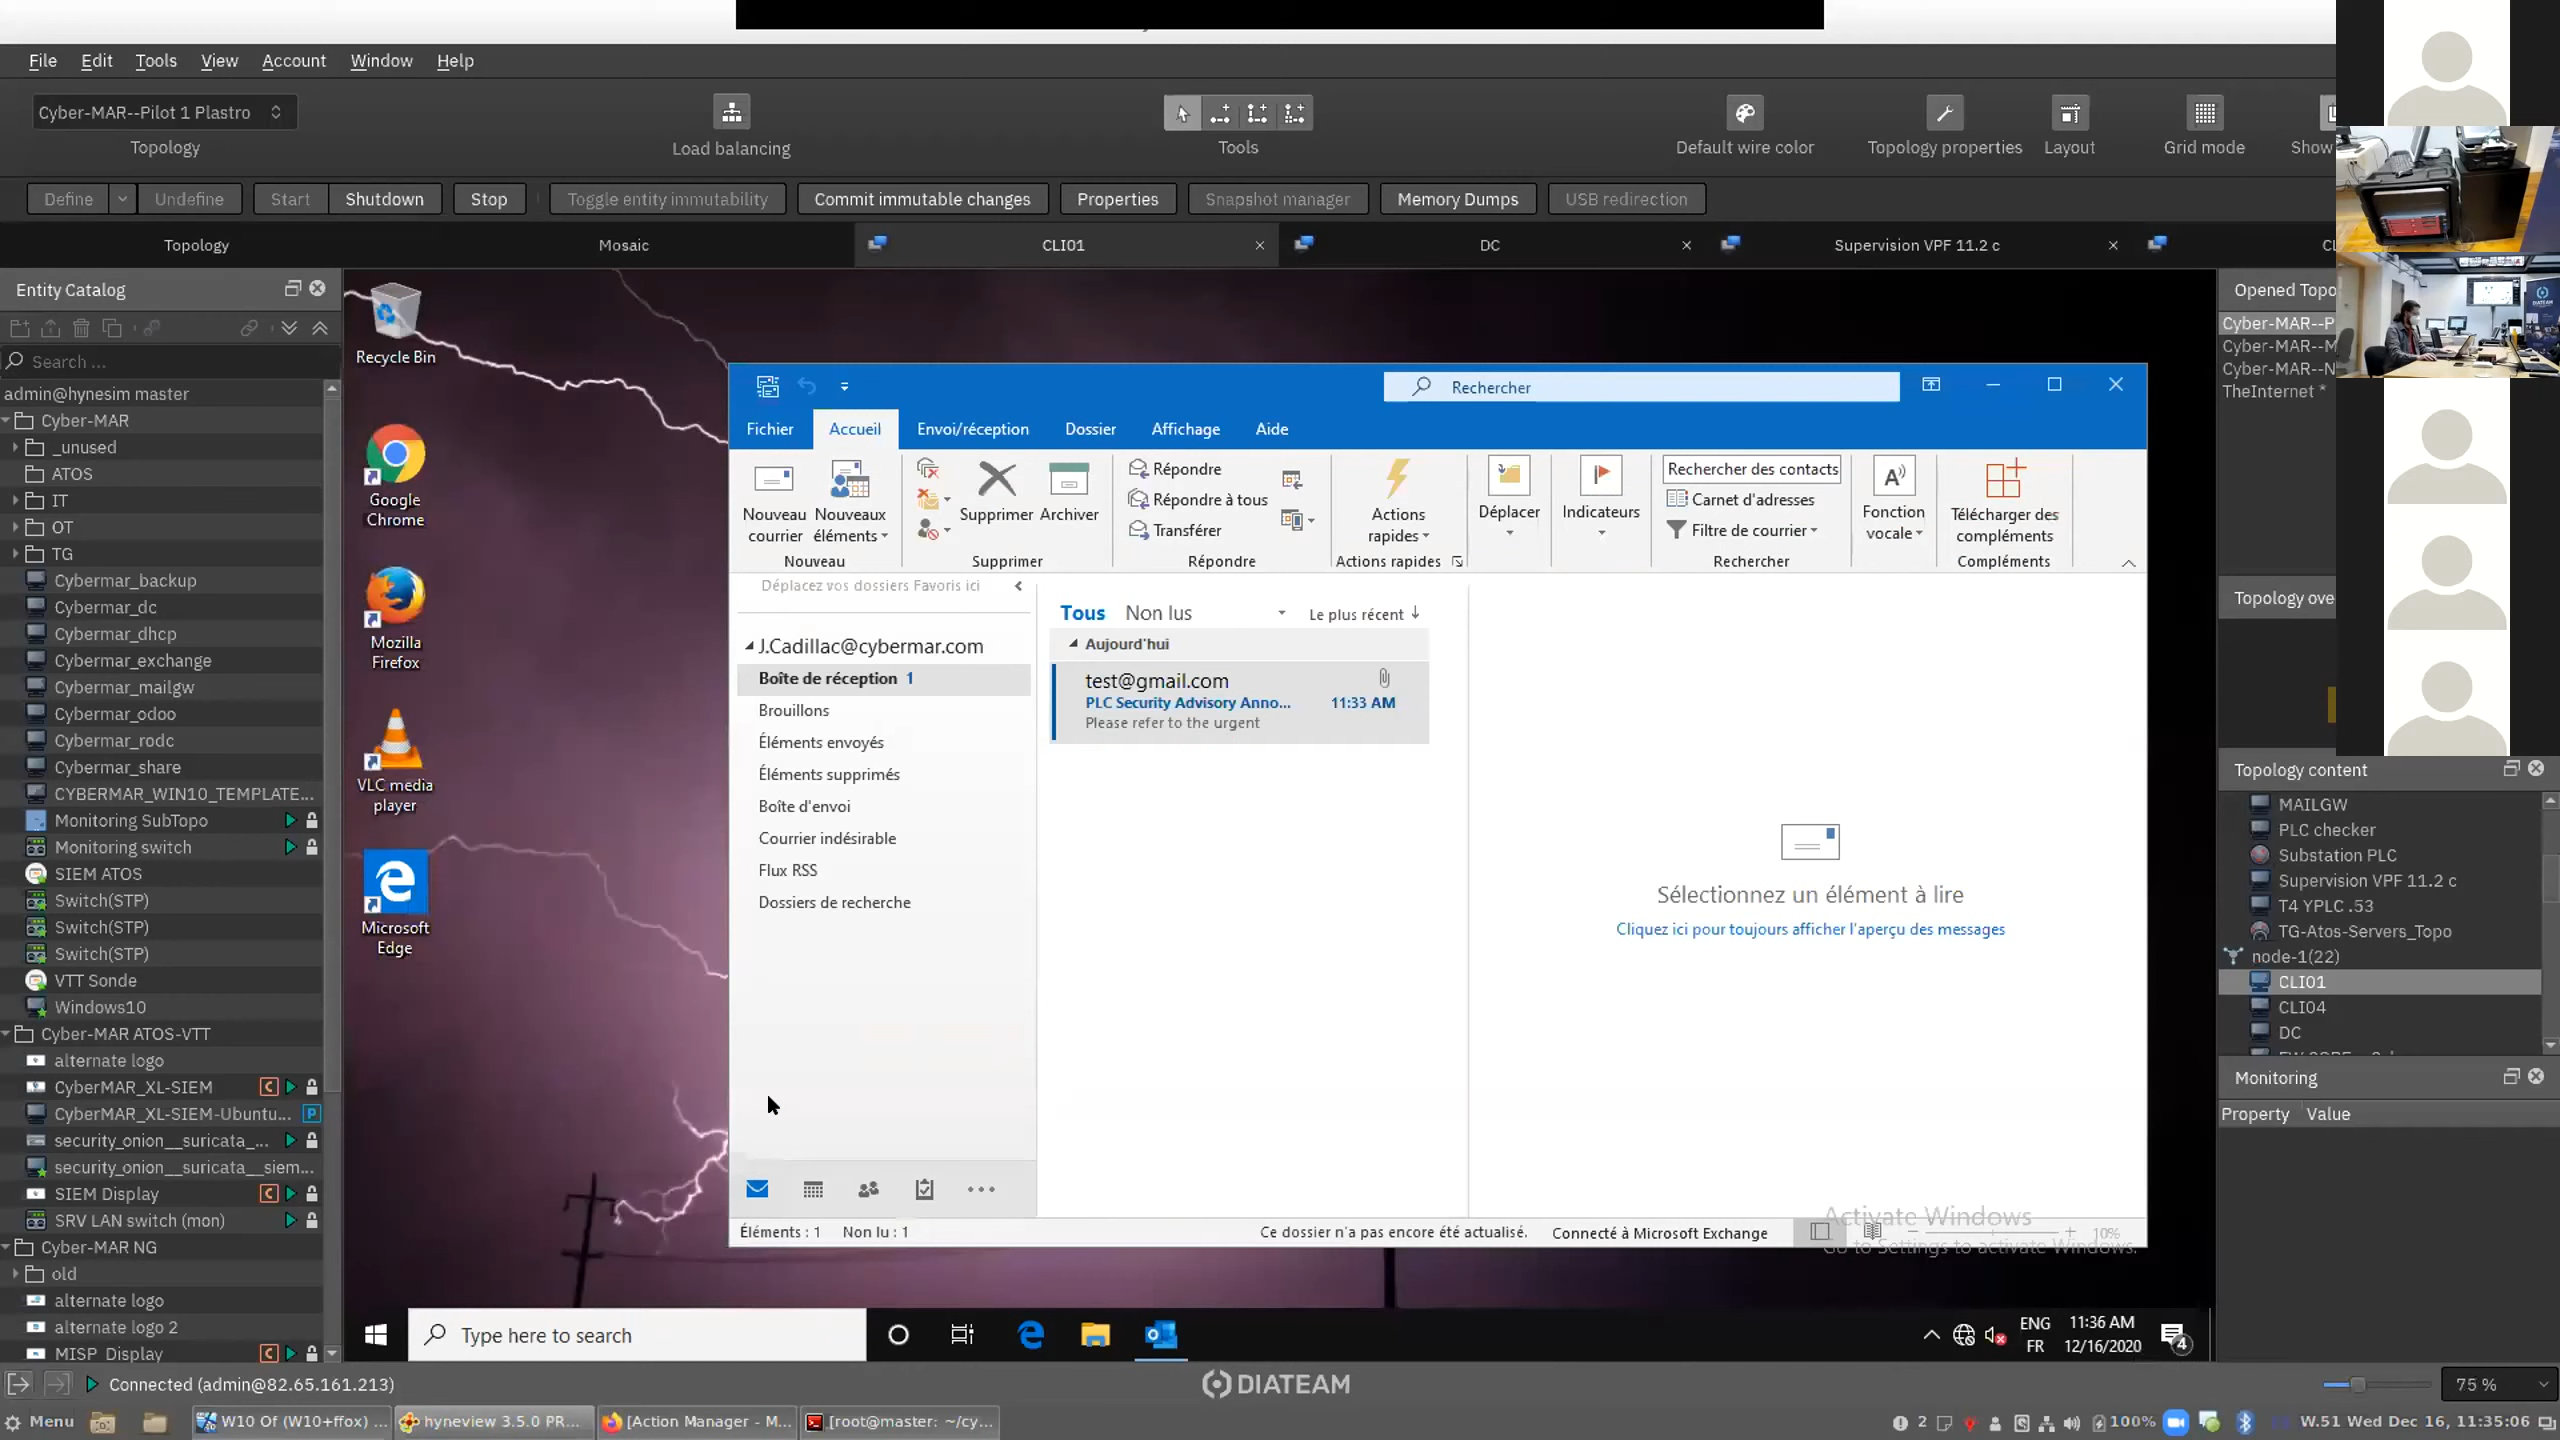 File Edit Tools View Account Window Help
Cyber-MAR--Pilot 1 Plastro
Topology
Load balancing
Tools
Default wire color
Topology properties
Layout
Grid mode
Show
Define Undefine Start Shutdown Stop Toggle entity immutability Commit immutable changes Properties Snapshot manager Memory Dumps USB redirection
Topology Mosaic CLI01 DC Supervision VPF 11.2 c
Entity Catalog
Search ...
admin@hynesim master
Cyber-MAR
_unused
ATOS
IT
OT
TG
Cybermar_backup
Cybermar_dc
Cybermar_dhcp
Cybermar_exchange
Cybermar_mailgw
Cybermar_odoo
Cybermar_rodc
Cybermar_share
CYBERMAR_WIN10_TEMPLATE...
Monitoring SubTopo
Monitoring switch
SIEM ATOS
Switch(STP)
Switch(STP)
Switch(STP)
VTT Sonde
Windows10
Cyber-MAR ATOS-VTT
alternate logo
CyberMAR_XL-SIEM C
CyberMAR_XL-SIEM-Ubuntu... P
security_onion__suricata_...
security_onion__suricata__siem...
SIEM Display C
SRV LAN switch (mon)
Cyber-MAR NG
old
alternate logo
alternate logo 2
MISP Display C
Recycle Bin
Google
Chrome
Mozilla
Firefox
VLC media
player
Microsoft
Edge
Rechercher
Fichier Accueil Envoi/réception Dossier Affichage Aide
Nouveau
courrier
Nouveaux
éléments
Nouveau
Supprimer
Archiver
Supprimer
Répondre
Répondre à tous
Transférer
Répondre
Actions
rapides
Actions rapides
Déplacer
Indicateurs
Rechercher des contacts
Carnet d'adresses
Filtre de courrier
Rechercher
Fonction
vocale
Télécharger des
compléments
Compléments
Déplacez vos dossiers Favoris ici
J.Cadillac@cybermar.com
Boîte de réception 1
Brouillons
Éléments envoyés
Éléments supprimés
Boîte d'envoi
Courrier indésirable
Flux RSS
Dossiers de recherche
Tous Non lus Le plus récent
Aujourd'hui
test@gmail.com
PLC Security Advisory Anno... 11:33 AM
Please refer to the urgent
Sélectionnez un élément à lire
Cliquez ici pour toujours afficher l'aperçu des messages
Éléments : 1 Non lu : 1
Ce dossier n'a pas encore été actualisé. Connecté à Microsoft Exchange 10%
Activate Windows
Go to Settings to activate Windows.
Type here to search
ENG
FR
11:36 AM
12/16/2020
4
Opened Topo
Cyber-MAR--P
Cyber-MAR--M
Cyber-MAR--N
TheInternet *
Topology ove
Topology content
MAILGW
PLC checker
Substation PLC
Supervision VPF 11.2 c
T4 YPLC .53
TG-Atos-Servers_Topo
node-1(22)
CLI01
CLI04
DC
Monitoring
Property Value
Connected (admin@82.65.161.213)
DIATEAM
75 %
Menu
W10 Of (W10+ffox) ...
hyneview 3.5.0 PR...
[Action Manager - M...
[root@master: ~/cy...
2
100%
W.51 Wed Dec 16, 11:35:06